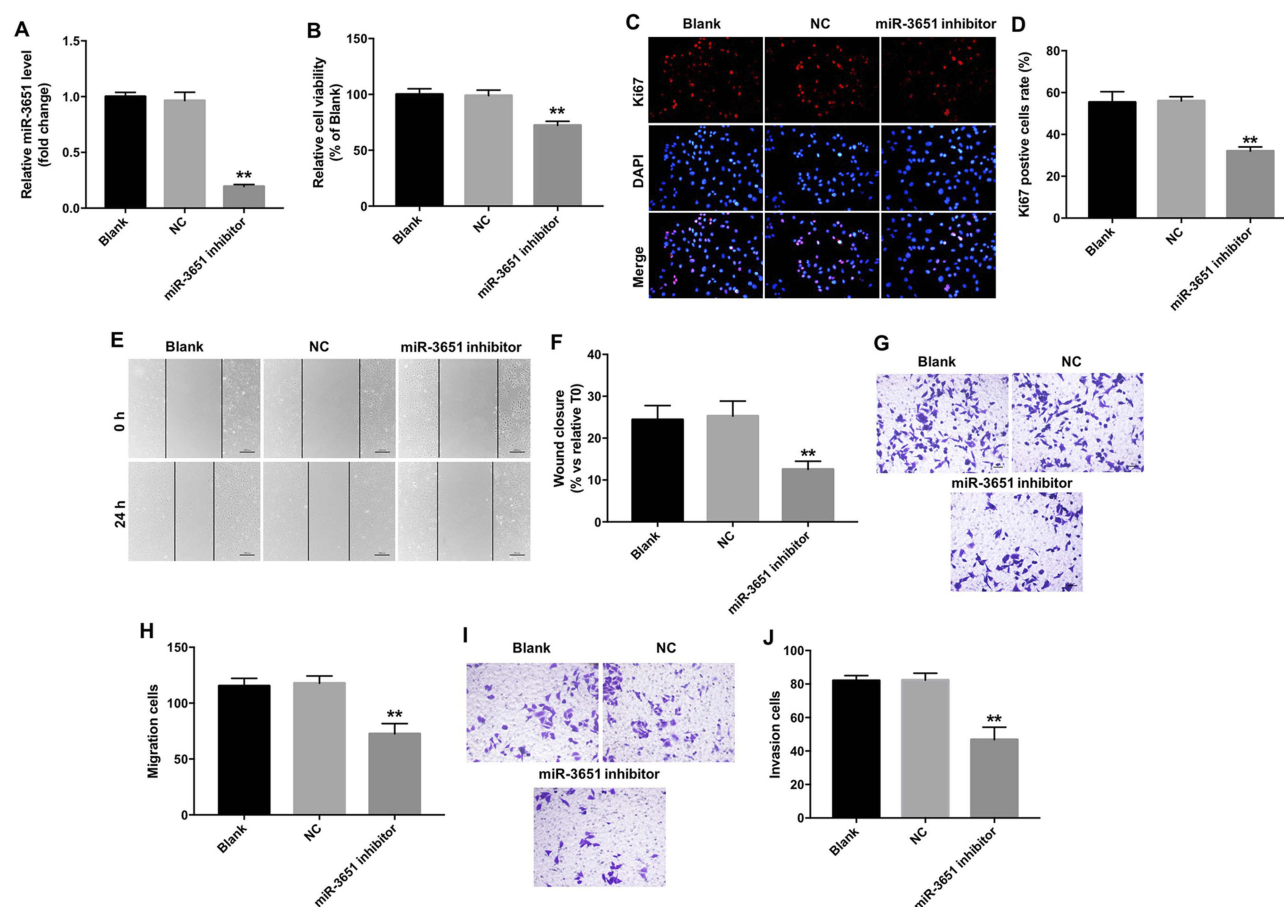 A
Relative miR-3651 level
(fold change)
1.5
1.0
0.5
0.0
**
Blank
NC
miR-3651 inhibitor
B
Relative cell viability
(% of Blank)
150
100
50
0
**
Blank
NC
miR-3651 inhibitor
C
Blank
NC
miR-3651 inhibitor
Ki67
DAPI
Merge
D
Ki67 postive cells rate (%)
80
60
40
20
0
**
Blank
NC
miR-3651 inhibitor
E
Blank
NC
miR-3651 inhibitor
0 h
24 h
F
Wound closure
(% vs relative T0)
40
30
20
10
0
**
Blank
NC
miR-3651 inhibitor
G
Blank
NC
miR-3651 inhibitor
H
Migration cells
150
100
50
0
**
Blank
NC
miR-3651 inhibitor
I
Blank
NC
miR-3651 inhibitor
J
Invasion cells
100
80
60
40
20
0
**
Blank
NC
miR-3651 inhibitor